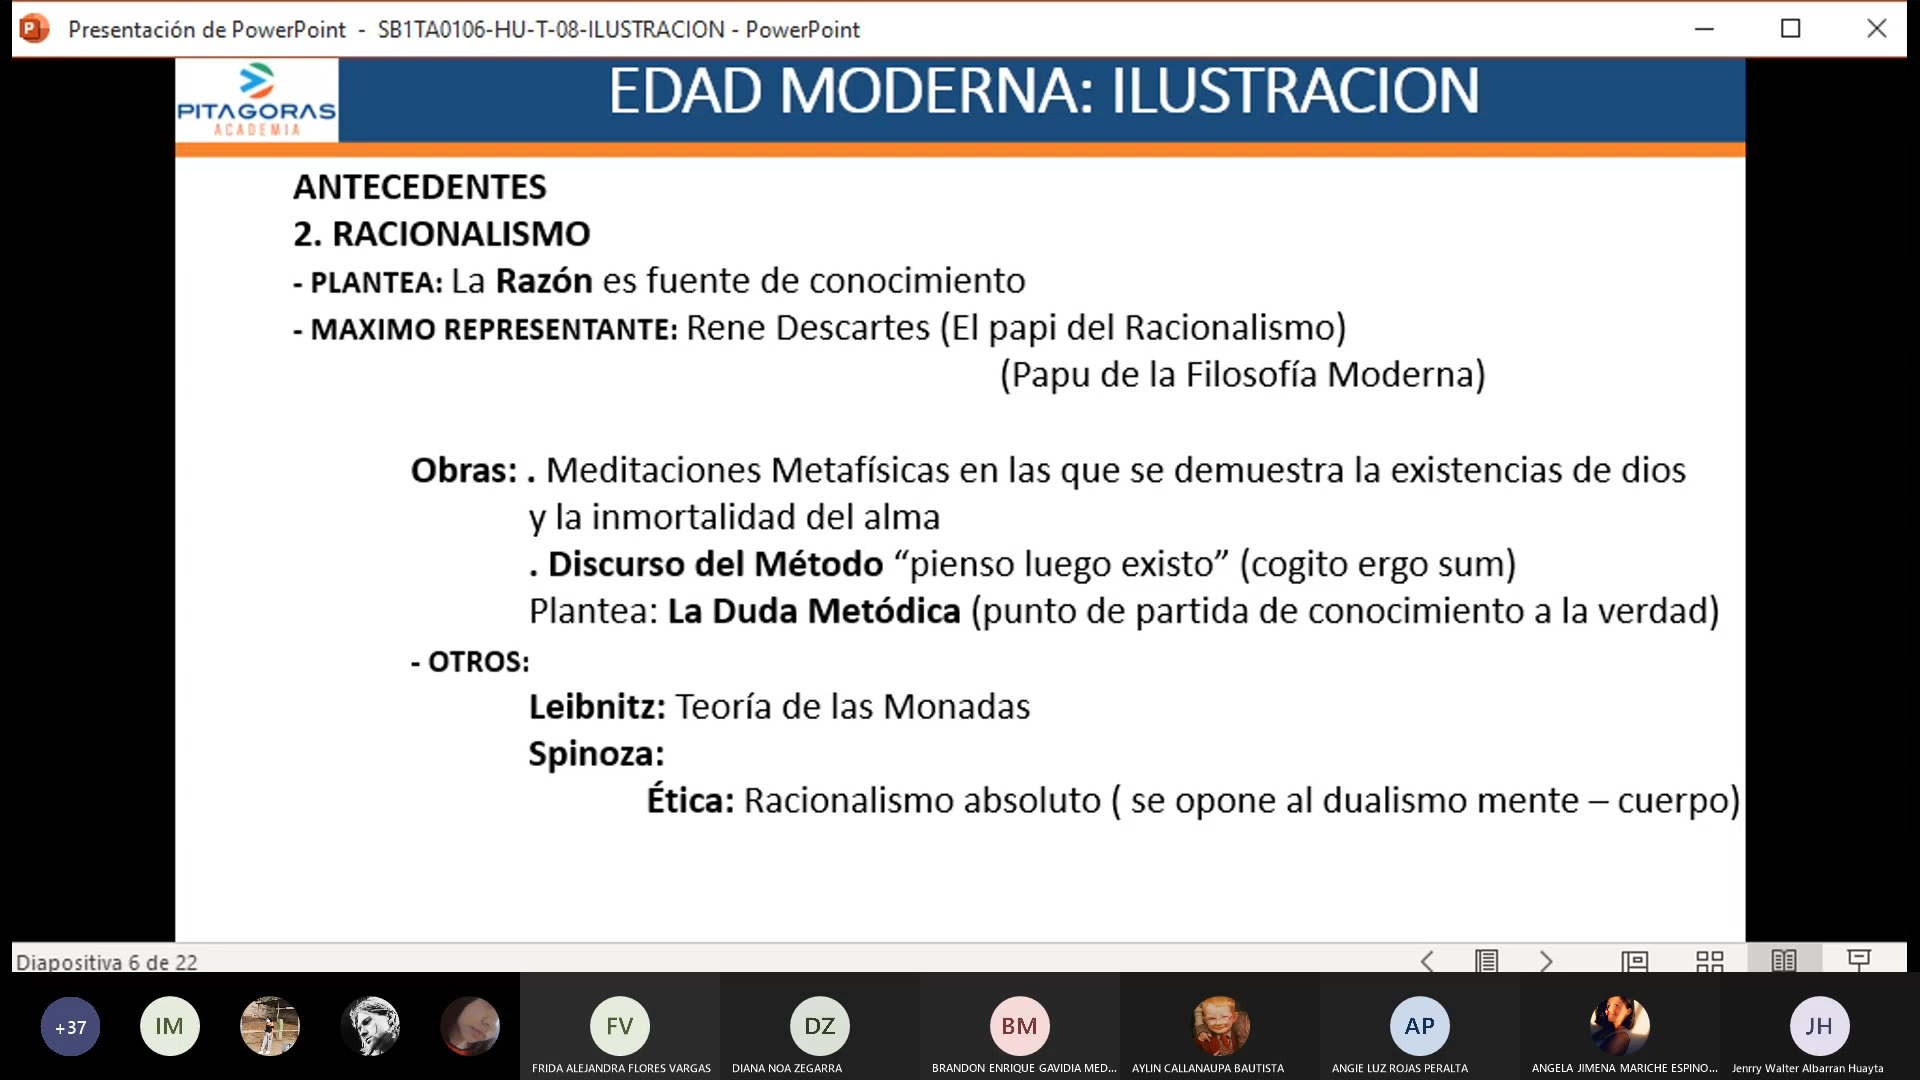 Presentación de PowerPoint - SB1TA0106-HU-T-08-ILUSTRACION - PowerPoint
PITAGORAS
ACADEMIA
EDAD MODERNA: ILUSTRACION
ANTECEDENTES
2. RACIONALISMO
- PLANTEA: La Razón es fuente de conocimiento
- MAXIMO REPRESENTANTE: Rene Descartes (El papi del Racionalismo)
(Papu de la Filosofía Moderna)
Obras: . Meditaciones Metafísicas en las que se demuestra la existencias de dios
y la inmortalidad del alma
. Discurso del Método “pienso luego existo” (cogito ergo sum)
Plantea: La Duda Metódica (punto de partida de conocimiento a la verdad)
- OTROS:
Leibnitz: Teoría de las Monadas
Spinoza:
Ética: Racionalismo absoluto ( se opone al dualismo mente – cuerpo)
Diapositiva 6 de 22
+37 IM FV DZ BM AP JH
FRIDA ALEJANDRA FLORES VARGAS DIANA NOA ZEGARRA BRANDON ENRIQUE GAVIDIA MED... AYLIN CALLANAUPA BAUTISTA ANGIE LUZ ROJAS PERALTA ANGELA JIMENA MARICHE ESPINO... Jenrry Walter Albarran Huayta